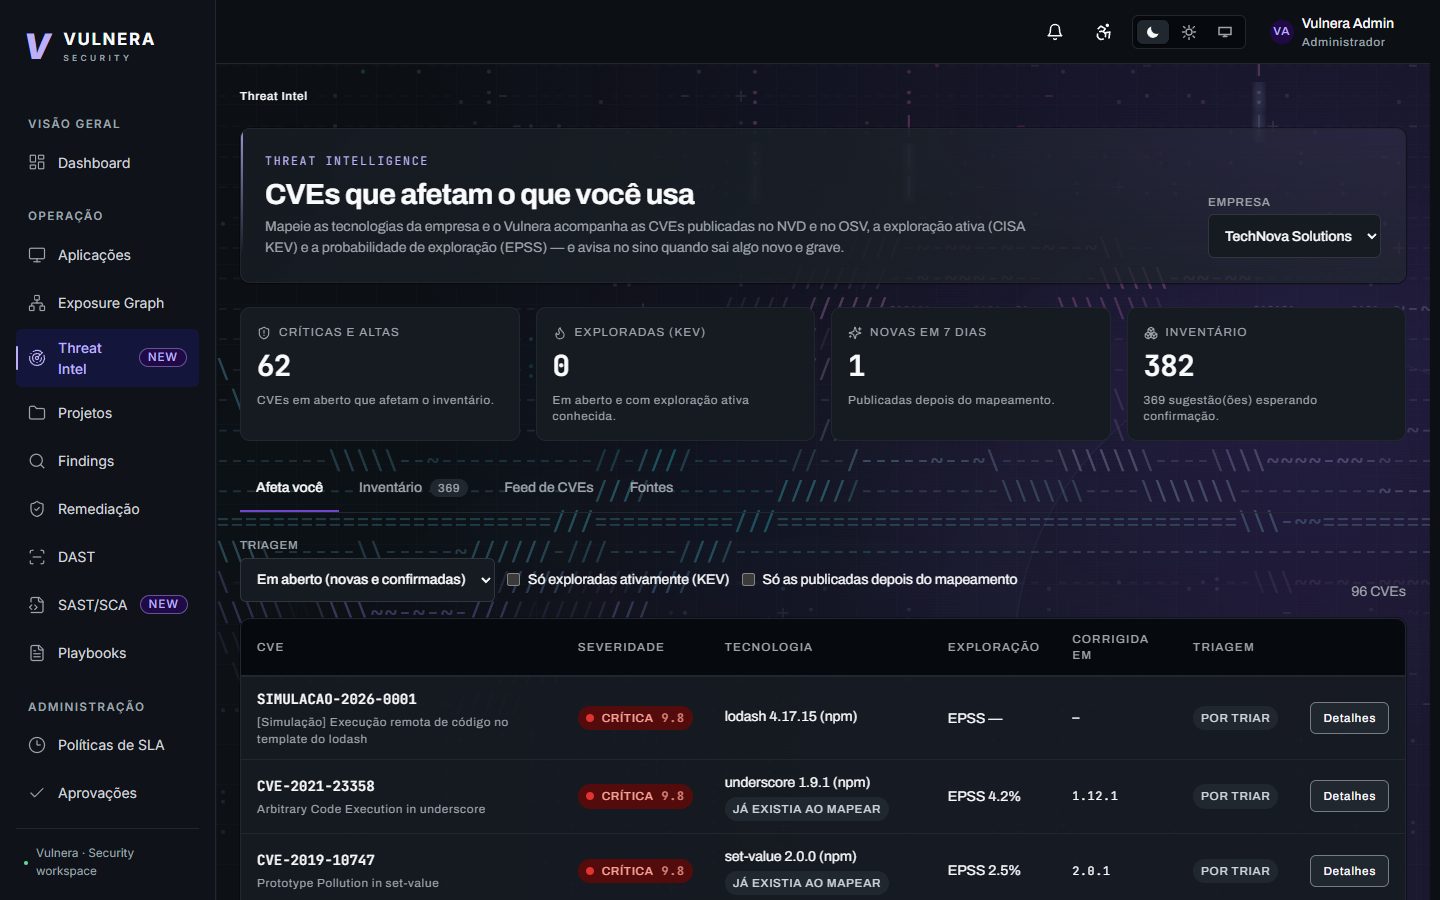 VULNERA
SECURITY
VISÃO GERAL
Dashboard
OPERAÇÃO
Aplicações
Exposure Graph
Threat
Intel
NEW
Projetos
Findings
Remediação
DAST
SAST/SCA NEW
Playbooks
ADMINISTRAÇÃO
Políticas de SLA
Aprovações
Vulnera · Security
workspace
VA
Vulnera Admin
Administrador
Threat Intel
THREAT INTELLIGENCE
CVEs que afetam o que você usa
Mapeie as tecnologias da empresa e o Vulnera acompanha as CVEs publicadas no NVD e no OSV, a exploração ativa (CISA
KEV) e a probabilidade de exploração (EPSS) — e avisa no sino quando sai algo novo e grave.
EMPRESA
TechNova Solutions
CRÍTICAS E ALTAS
62
CVEs em aberto que afetam o inventário.
EXPLORADAS (KEV)
0
Em aberto e com exploração ativa
conhecida.
NOVAS EM 7 DIAS
1
Publicadas depois do mapeamento.
INVENTÁRIO
382
369 sugestão(ões) esperando
confirmação.
Afeta você Inventário 369 Feed de CVEs Fontes
TRIAGEM
Em aberto (novas e confirmadas) Só exploradas ativamente (KEV) Só as publicadas depois do mapeamento
96 CVEs
CVE SEVERIDADE TECNOLOGIA EXPLORAÇÃO CORRIGIDA EM TRIAGEM
SIMULACAO-2026-0001
[Simulação] Execução remota de código no
template do lodash
CRÍTICA 9.8
lodash 4.17.15 (npm)
EPSS —
–
POR TRIAR
Detalhes
CVE-2021-23358
Arbitrary Code Execution in underscore
CRÍTICA 9.8
underscore 1.9.1 (npm)
JÁ EXISTIA AO MAPEAR
EPSS 4.2%
1.12.1
POR TRIAR
Detalhes
CVE-2019-10747
Prototype Pollution in set-value
CRÍTICA 9.8
set-value 2.0.0 (npm)
JÁ EXISTIA AO MAPEAR
EPSS 2.5%
2.0.1
POR TRIAR
Detalhes